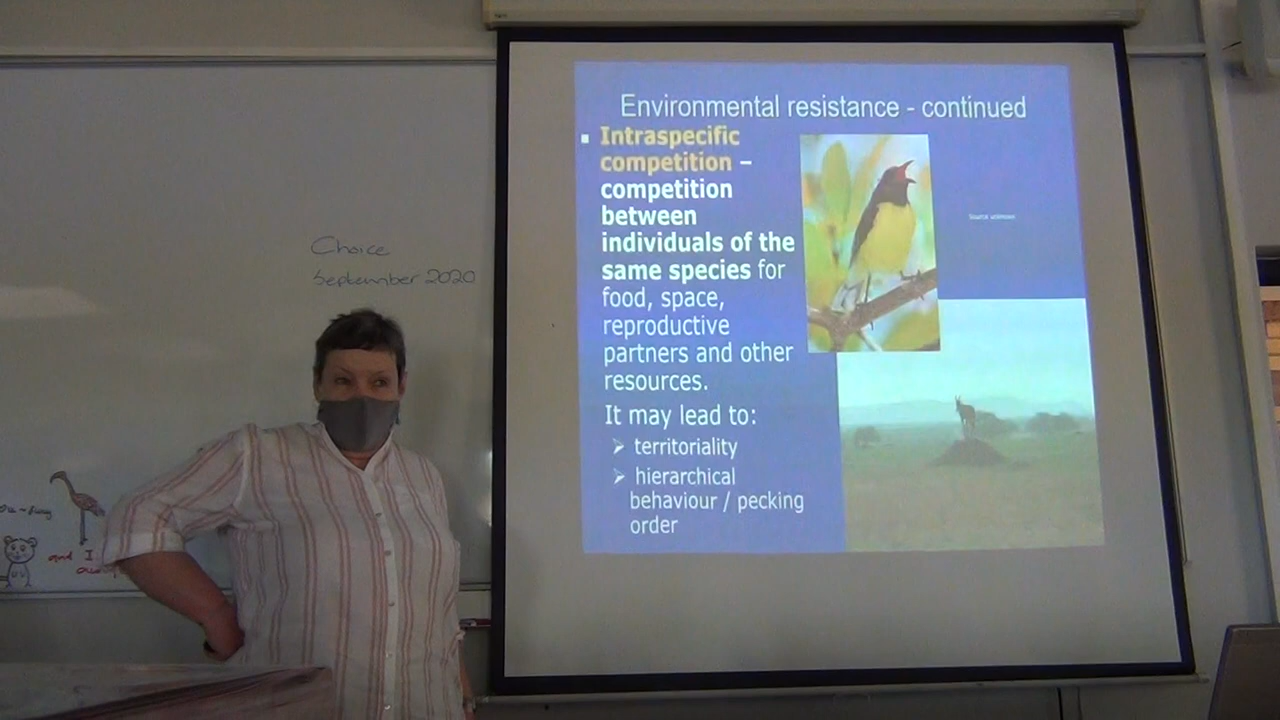 Environmental resistance - continued
Intraspecific
competition –
competition
between
individuals of the
same species for
food, space,
reproductive
partners and other
resources.
It may lead to:
territoriality
hierarchical
behaviour / pecking
order
Source unknown
Choice
September 2020
and I